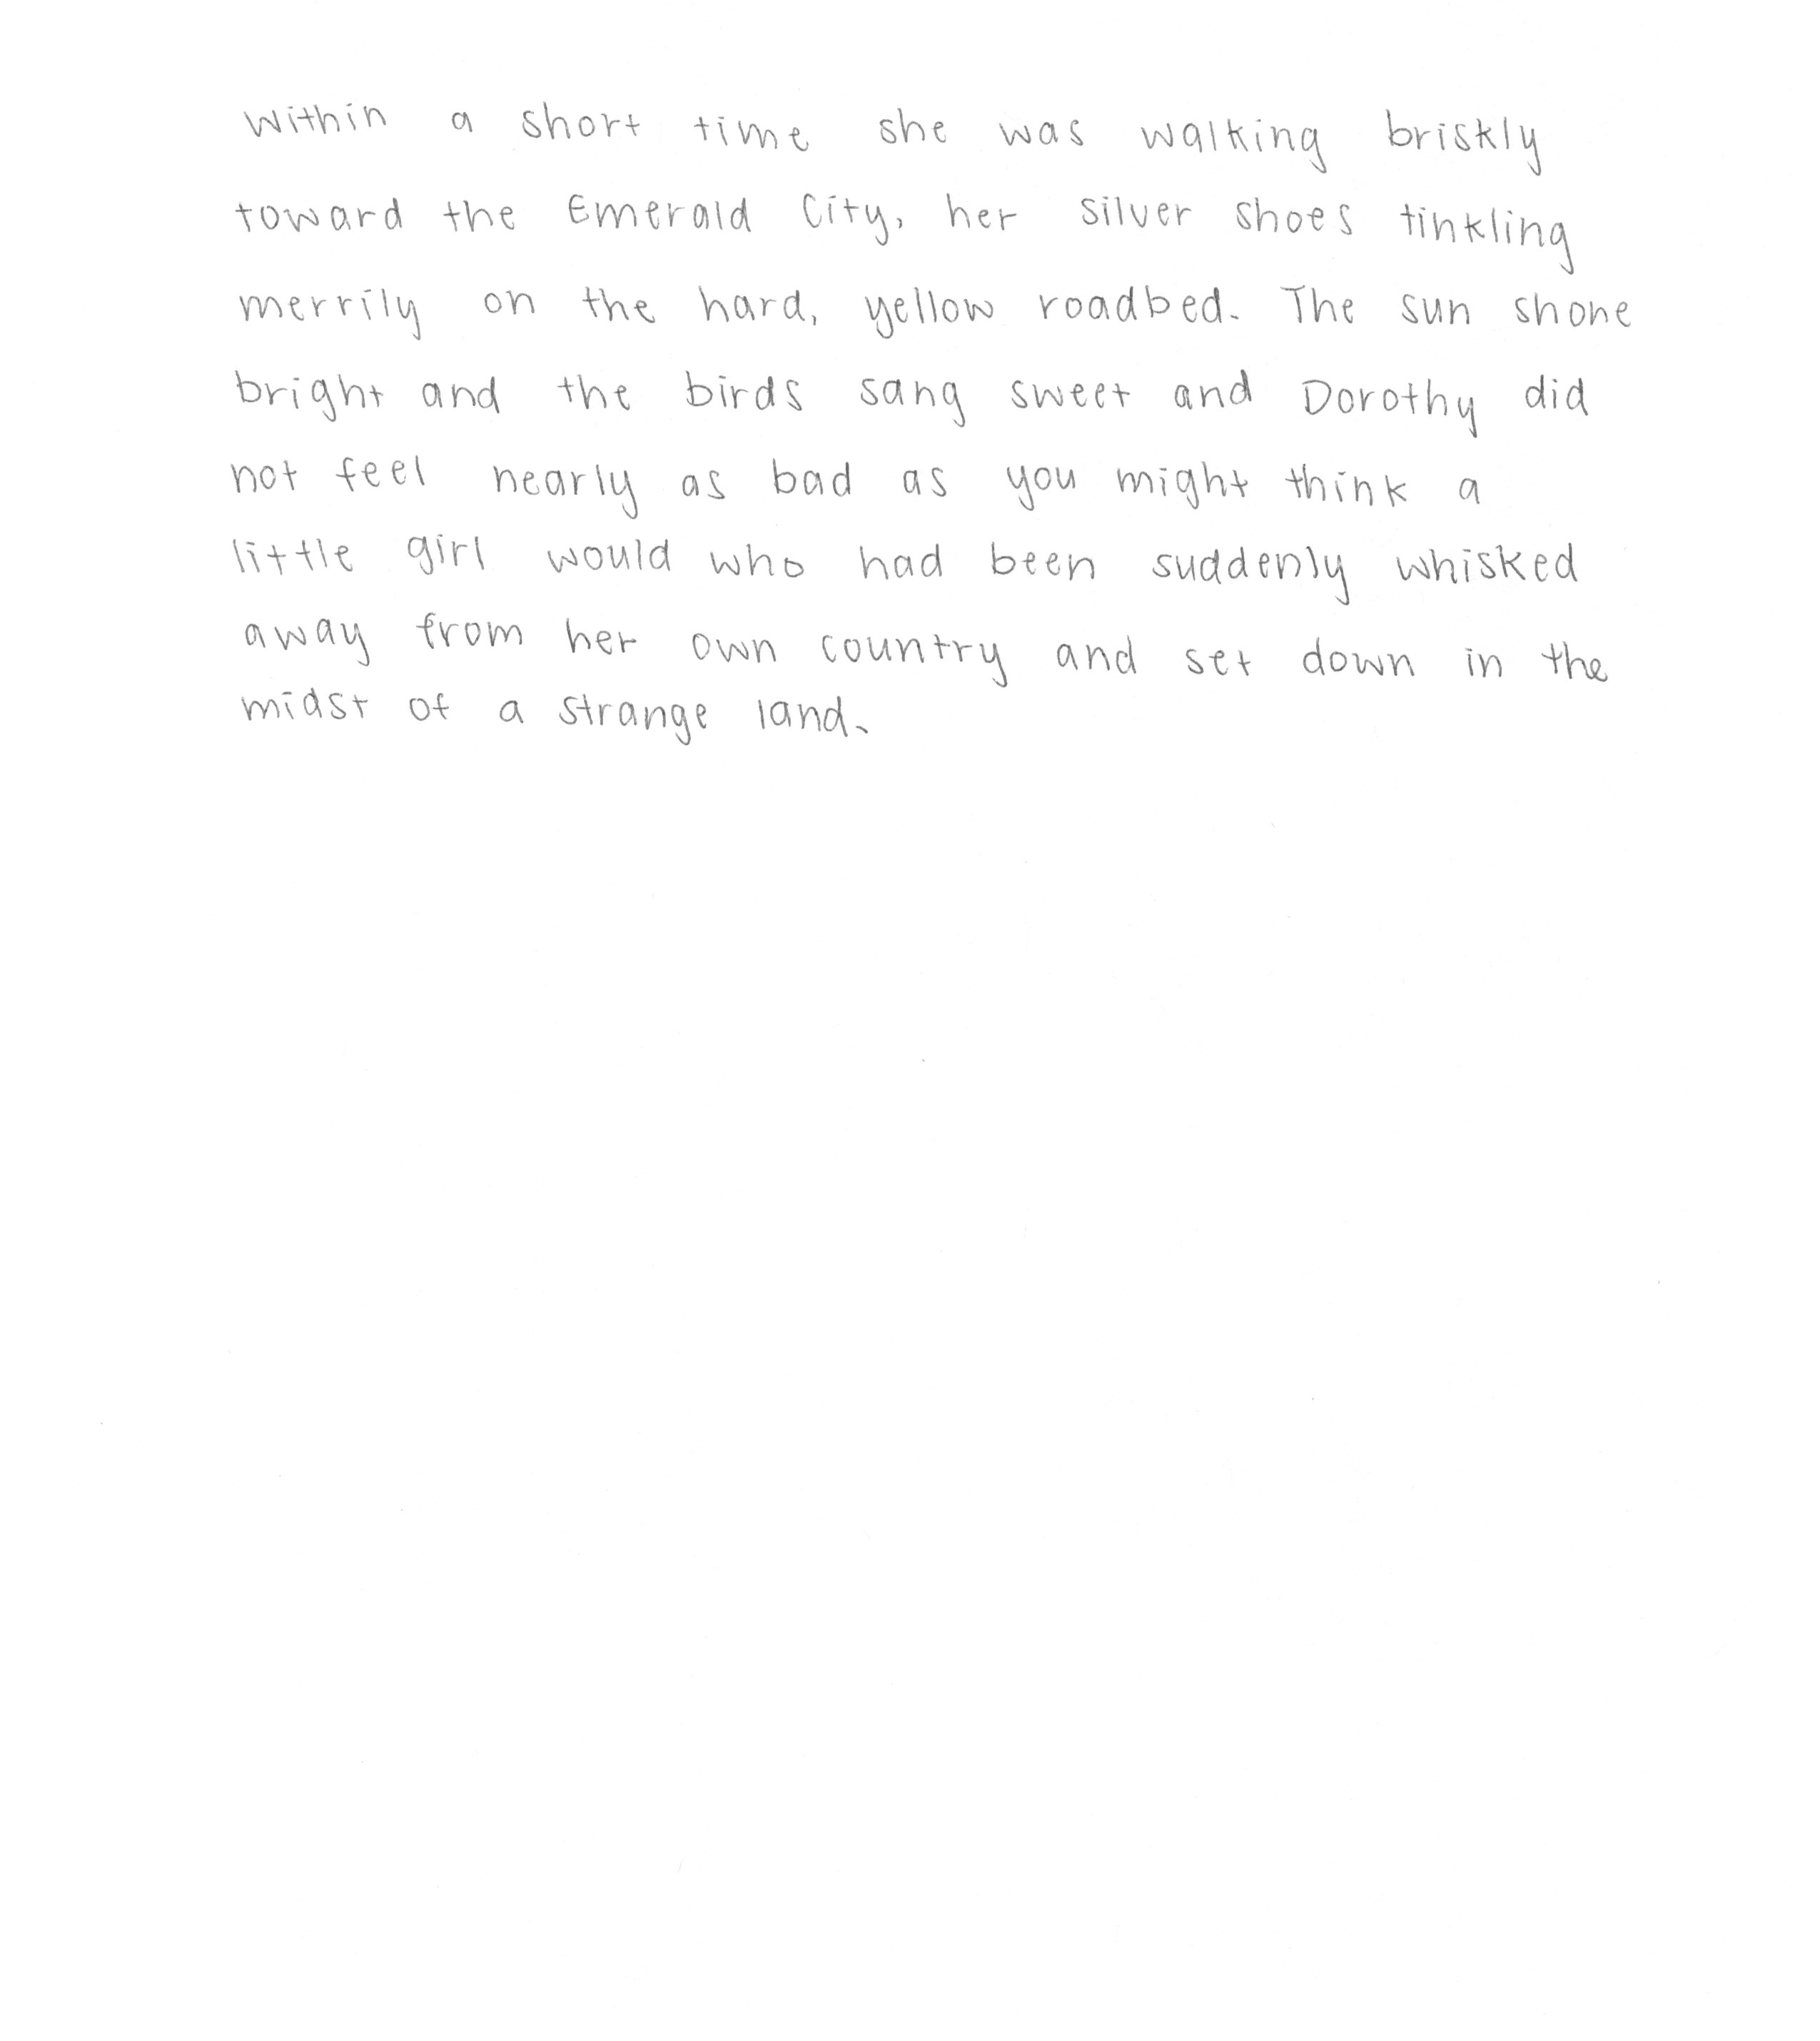 Within a short time she was walking briskly
toward the Emerald City, her silver shoes tinkling
merrily on the hard, yellow roadbed. The sun shone
bright and the birds sang sweet and Dorothy did
not feel nearly as bad as you might think a
little girl would who had been suddenly whisked
away from her own country and set down in the
midst of a strange land.